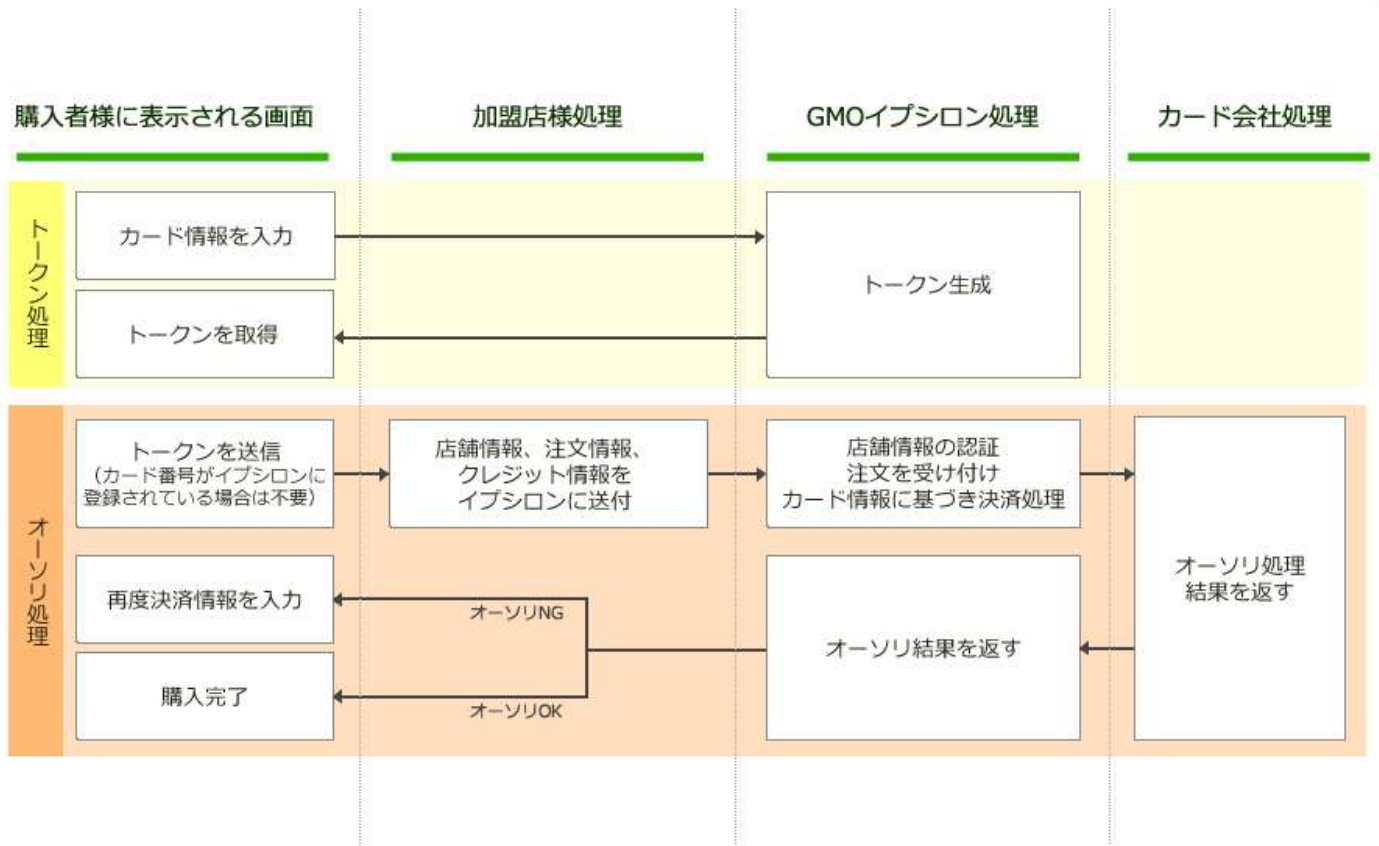 購入者様に表示される画面
加盟店様処理
GMOイプシロン処理
カード会社処理
トークン処理
カード情報を入力
トークン生成
トークンを取得
オーソリ処理
トークンを送信
（カード番号がイプシロンに
登録されている場合は不要）
店舗情報、注文情報、
クレジット情報を
イプシロンに送付
店舗情報の認証
注文を受け付け
カード情報に基づき決済処理
オーソリ処理
結果を返す
再度決済情報を入力
オーソリNG
オーソリ結果を返す
購入完了
オーソリOK